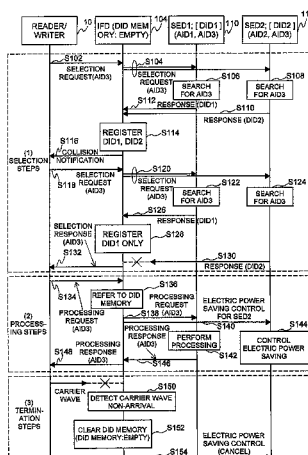 READER/
WRITER
10
IFD (DID MEM
ORY: EMPTY)
104
SED1; [DID1]
(AID1, AID3)
110
SED2; [DID2]
(AID2, AID3)
11
S102
SELECTION
REQUEST(AID3)
S104
SELECTION
REQUEST(AID3)
S106
SEARCH
FOR AID3
S108
SEARCH
FOR AID3
S112
RESPONSE (DID1)
S110
RESPONSE (DID2)
REGISTER
DID1, DID2
S114
S116
COLLISION
NOTIFICATION
(1)
SELECTION
STEPS
S118
SELECTION
REQUEST(AID3)
S120
SELECTION
REQUEST(AID3)
S122
SEARCH
FOR AID3
S124
SEARCH
FOR AID3
S126
RESPONSE (DID1)
SELECTION
RESPONSE
(AID3)
REGISTER
DID1 ONLY
S128
S132
S130
RESPONSE (DID2)
S134
PROCESSING
REQUEST
(AID3)
S136
REFER TO DID
MEMORY
PROCESSING
REQUEST
(AID3)
S138
ELECTRIC POWER
SAVING CONTROL
FOR SED2
(2)
PROCESS-
ING STEPS
S140
PERFORM
PROCESSING
S142
S144
CONTROL
ELECTRIC POWER
SAVING
PROCESSING
RESPONSE
(AID3)
S146
S148
PROCESSING
RESPONSE
(AID3)
(3)
TERMINA-
TION
STEPS
CARRIER
WAVE
S150
DETECT CARRIER WAVE
NON-ARRIVAL
S152
CLEAR DID MEMORY
(DID MEMORY:EMPTY)
ELECTRIC POWER
SAVING CONTROL
(CANCEL)
S154